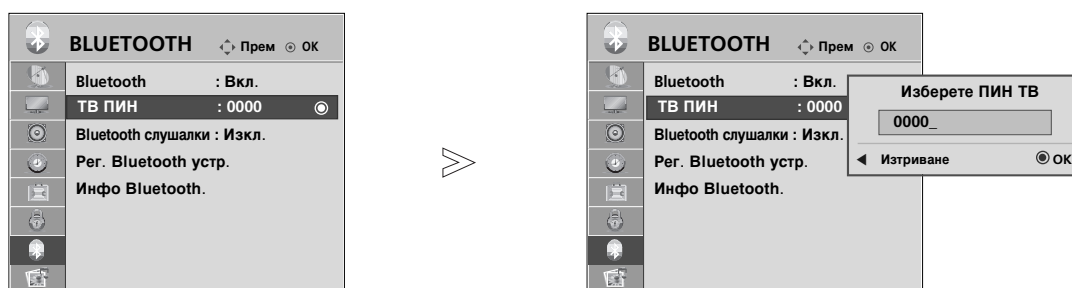 BLUETOOTH Прем OK
Bluetooth : Вкл.
ТВ ПИН : 0000
Bluetooth слушалки : Изкл.
Рег. Bluetooth устр.
Инфо Bluetooth.
BLUETOOTH Прем OK
Bluetooth : Вкл.
ТВ ПИН : 0000
Bluetooth слушалки : Изкл.
Рег. Bluetooth устр.
Инфо Bluetooth.
Изберете ПИН ТВ
0000_
Изтриване OK